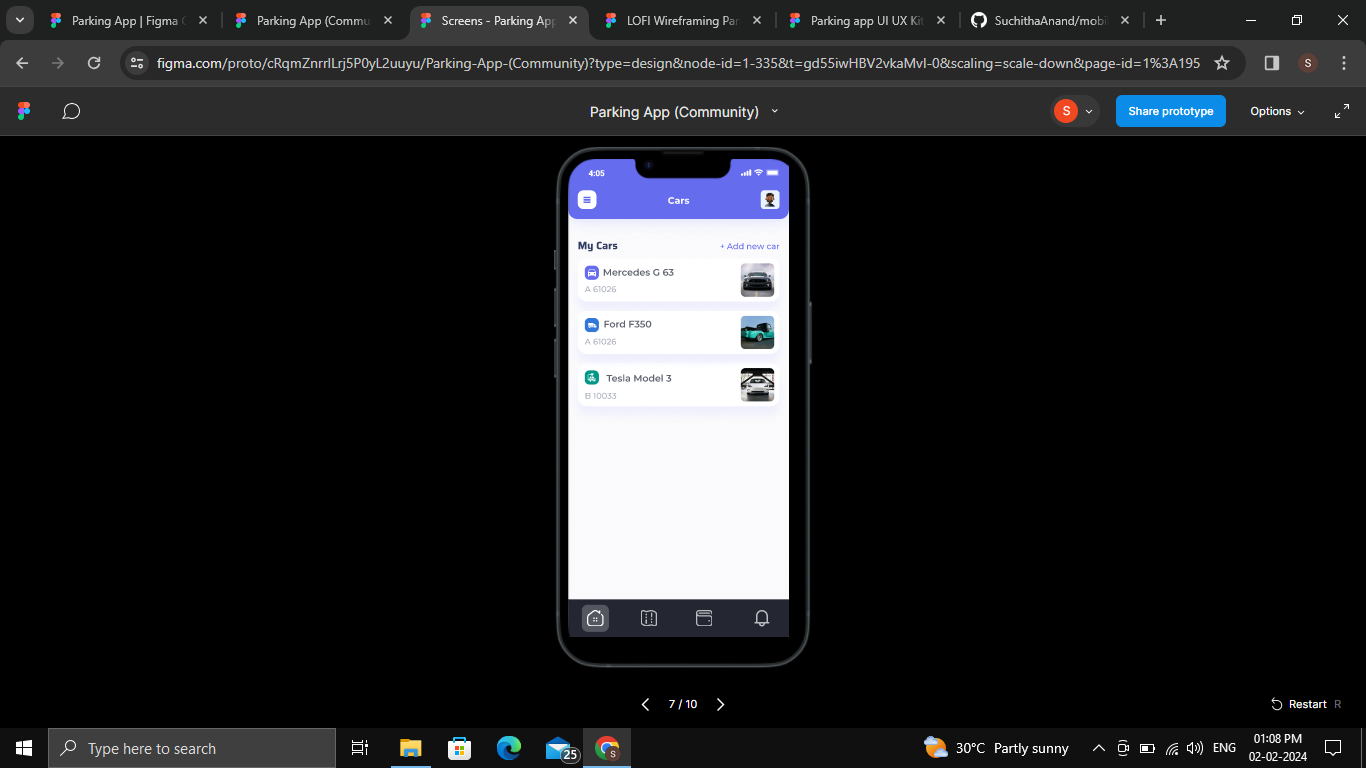 Parking App | Figma C
Parking App (Commu
Screens - Parking App
LOFI Wireframing Par
Parking app UI UX Kit
SuchithaAnand/mobil
figma.com/proto/cRqmZnrrILrj5P0yL2uuyu/Parking-App-(Community)?type=design&node-id=1-335&t=gd55iwHBV2vkaMvI-0&scaling=scale-down&page-id=1%3A195
S
Parking App (Community)
S
Share prototype
Options
4:05
Cars
My Cars
+ Add new car
Mercedes G 63
A 61026
Ford F350
A 61026
Tesla Model 3
B 10033
7 / 10
Restart R
Type here to search
25
S
30°C Partly sunny
ENG
01:08 PM
02-02-2024